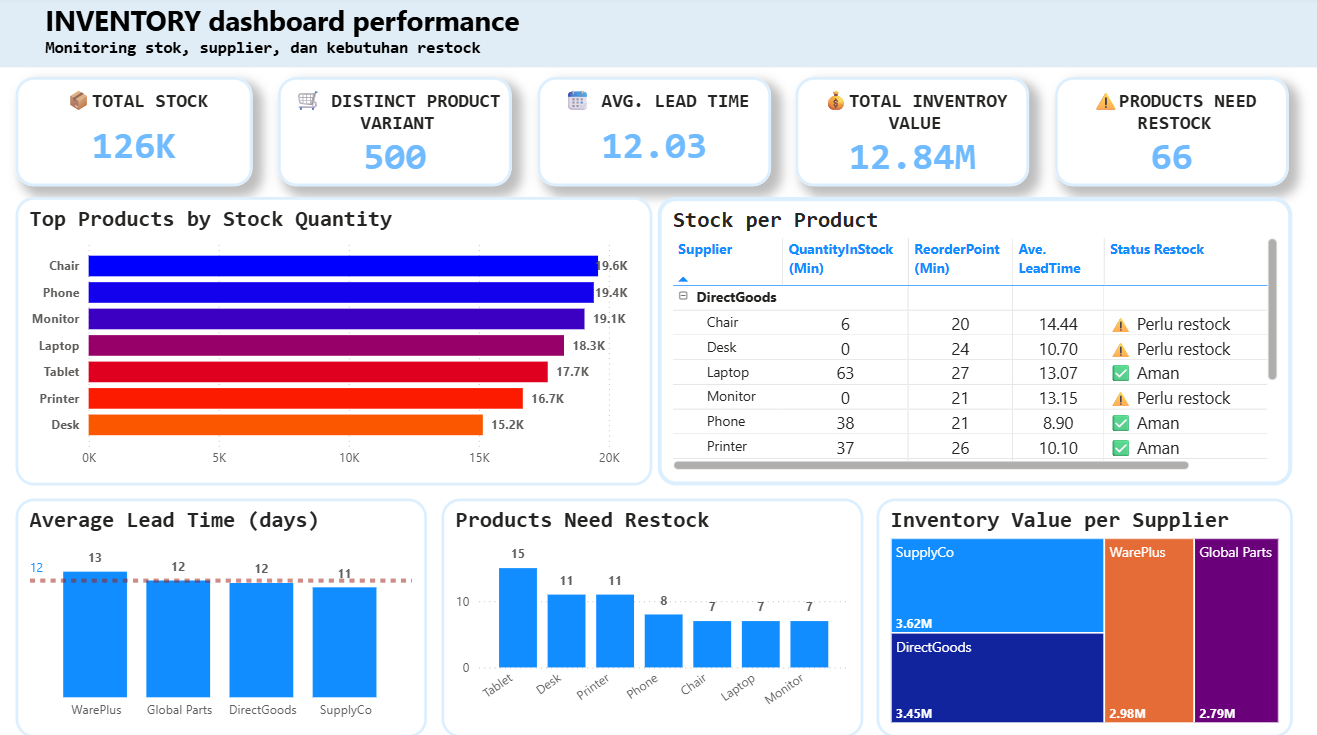 INVENTORY dashboard performance
Monitoring stok, supplier, dan kebutuhan restock
TOTAL STOCK
126K
DISTINCT PRODUCT
VARIANT
500
AVG. LEAD TIME
12.03
TOTAL INVENTROY
VALUE
12.84M
PRODUCTS NEED
RESTOCK
66
Top Products by Stock Quantity
Chair 19.6K
Phone 19.4K
Monitor 19.1K
Laptop 18.3K
Tablet 17.7K
Printer 16.7K
Desk 15.2K
0K 5K 10K 15K 20K
Stock per Product
Supplier QuantityInStock (Min) ReorderPoint (Min) Ave. LeadTime Status Restock
DirectGoods
Chair 6 20 14.44 Perlu restock
Desk 0 24 10.70 Perlu restock
Laptop 63 27 13.07 Aman
Monitor 0 21 13.15 Perlu restock
Phone 38 21 8.90 Aman
Printer 37 26 10.10 Aman
Average Lead Time (days)
12
13 12 12 11
WarePlus Global Parts DirectGoods SupplyCo
Products Need Restock
15 11 11 8 7 7 7
10
0
Tablet Desk Printer Phone Chair Laptop Monitor
Inventory Value per Supplier
SupplyCo
3.62M
DirectGoods
3.45M
WarePlus
2.98M
Global Parts
2.79M